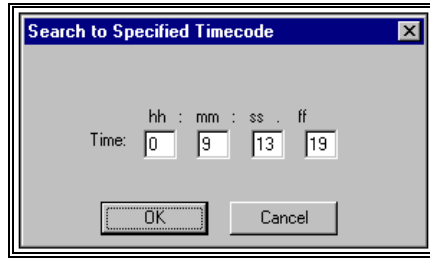 Search to Specified Timecode
hh : mm : ss . ff
Time: 0 9 13 19
OK Cancel